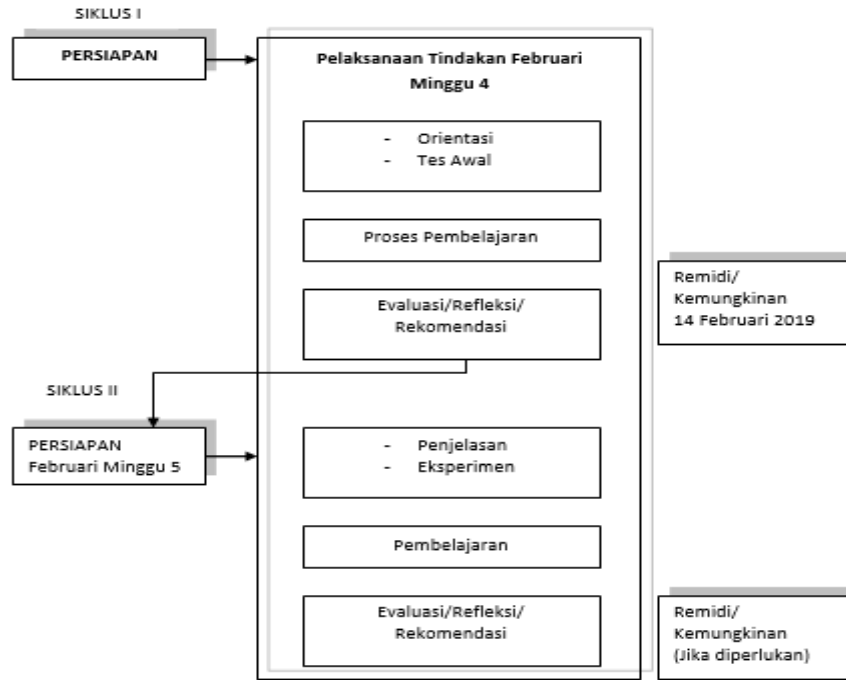 SIKLUS I
PERSIAPAN
Pelaksanaan Tindakan Februari
Minggu 4
- Orientasi
- Tes Awal
Proses Pembelajaran
Evaluasi/Refleksi/
Rekomendasi
Remidi/
Kemungkinan
14 Februari 2019
SIKLUS II
PERSIAPAN
Februari Minggu 5
- Penjelasan
- Eksperimen
Pembelajaran
Evaluasi/Refleksi/
Rekomendasi
Remidi/
Kemungkinan
(Jika diperlukan)